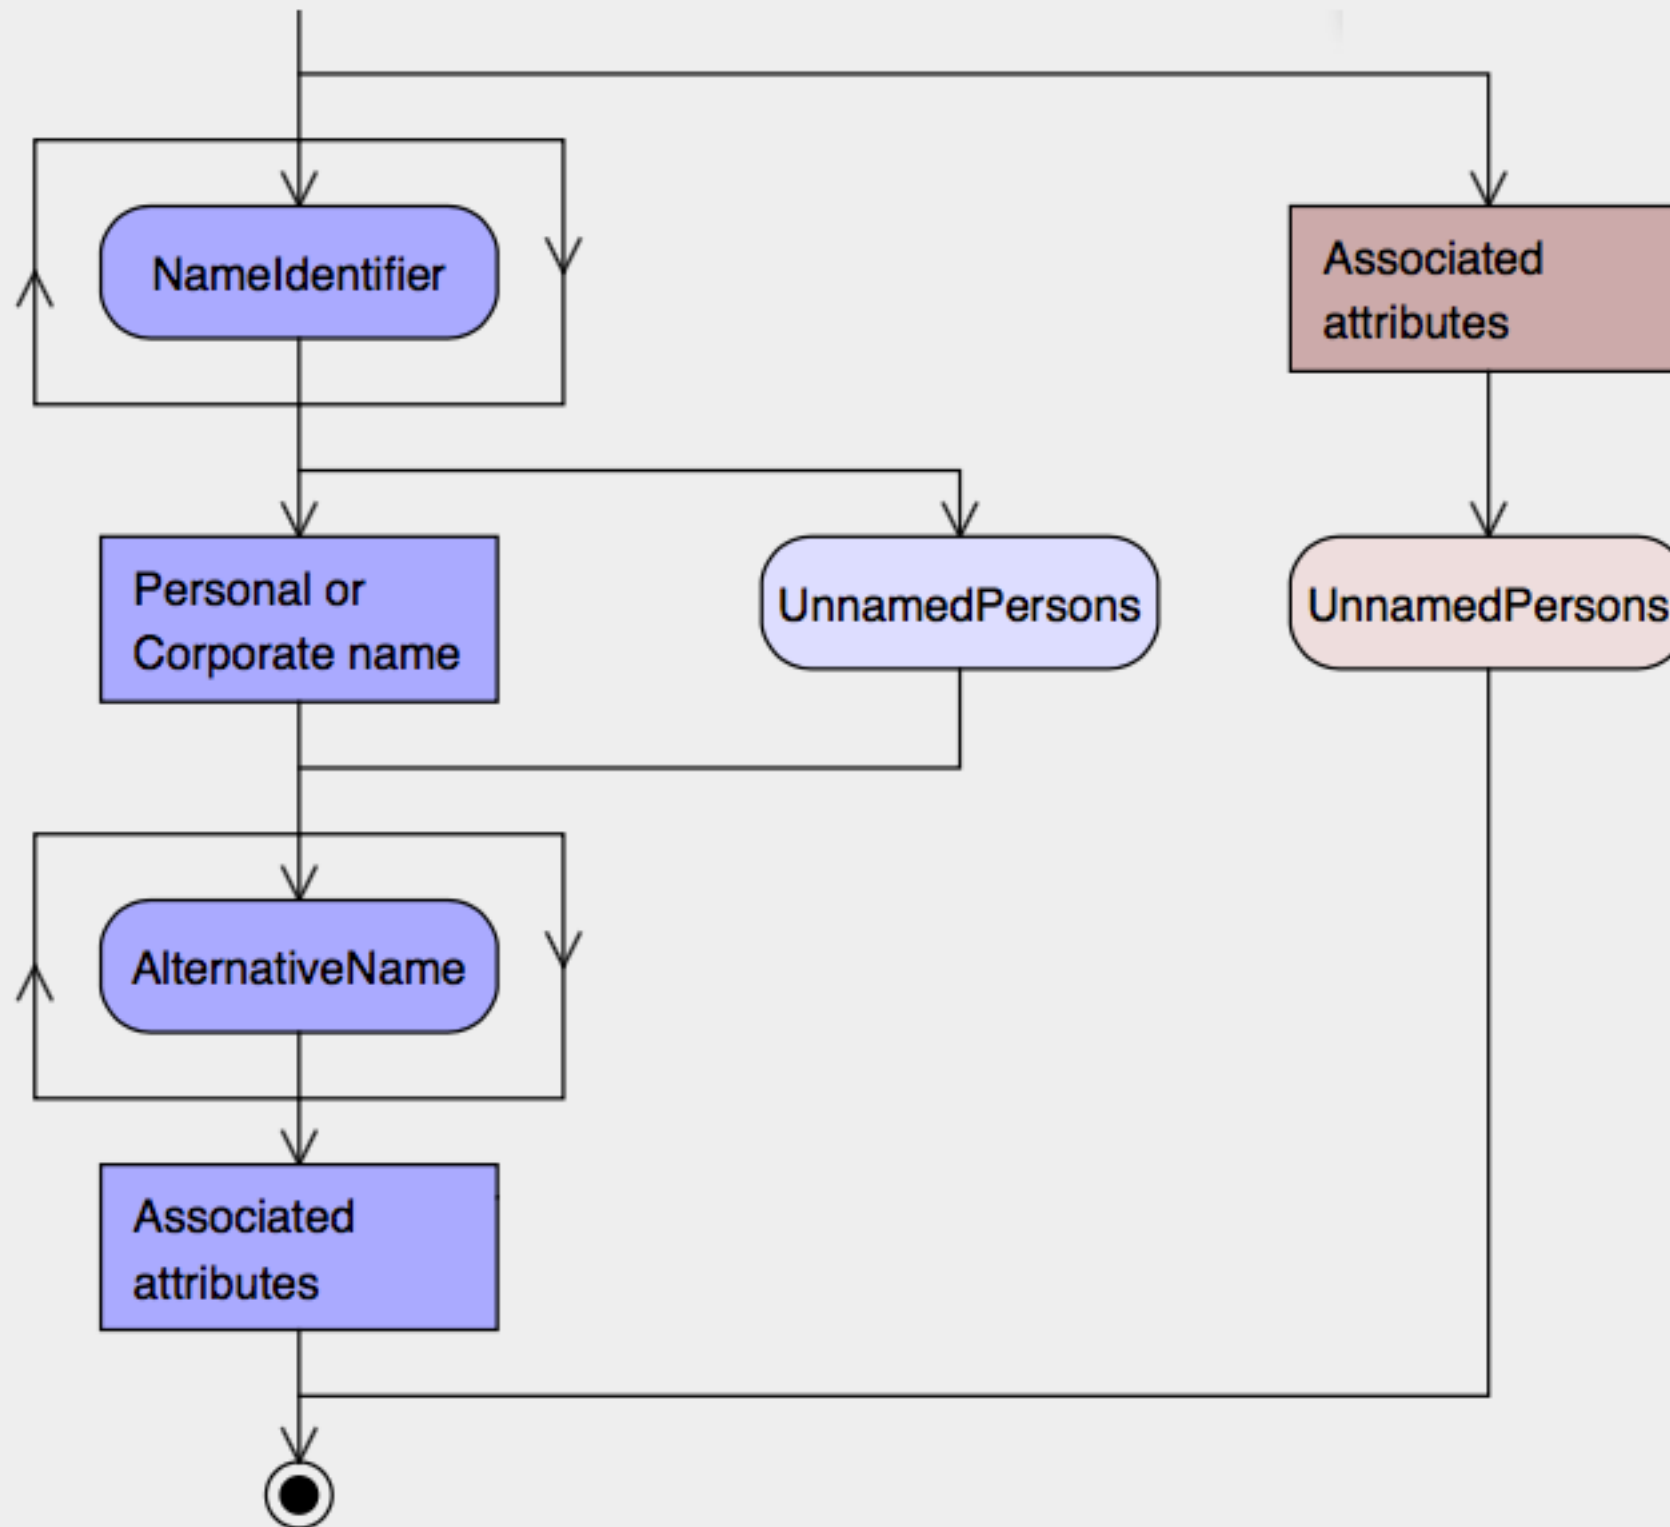 NameIdentifier
Associated
attributes
Personal or
Corporate name
UnnamedPersons
UnnamedPersons
AlternativeName
Associated
attributes